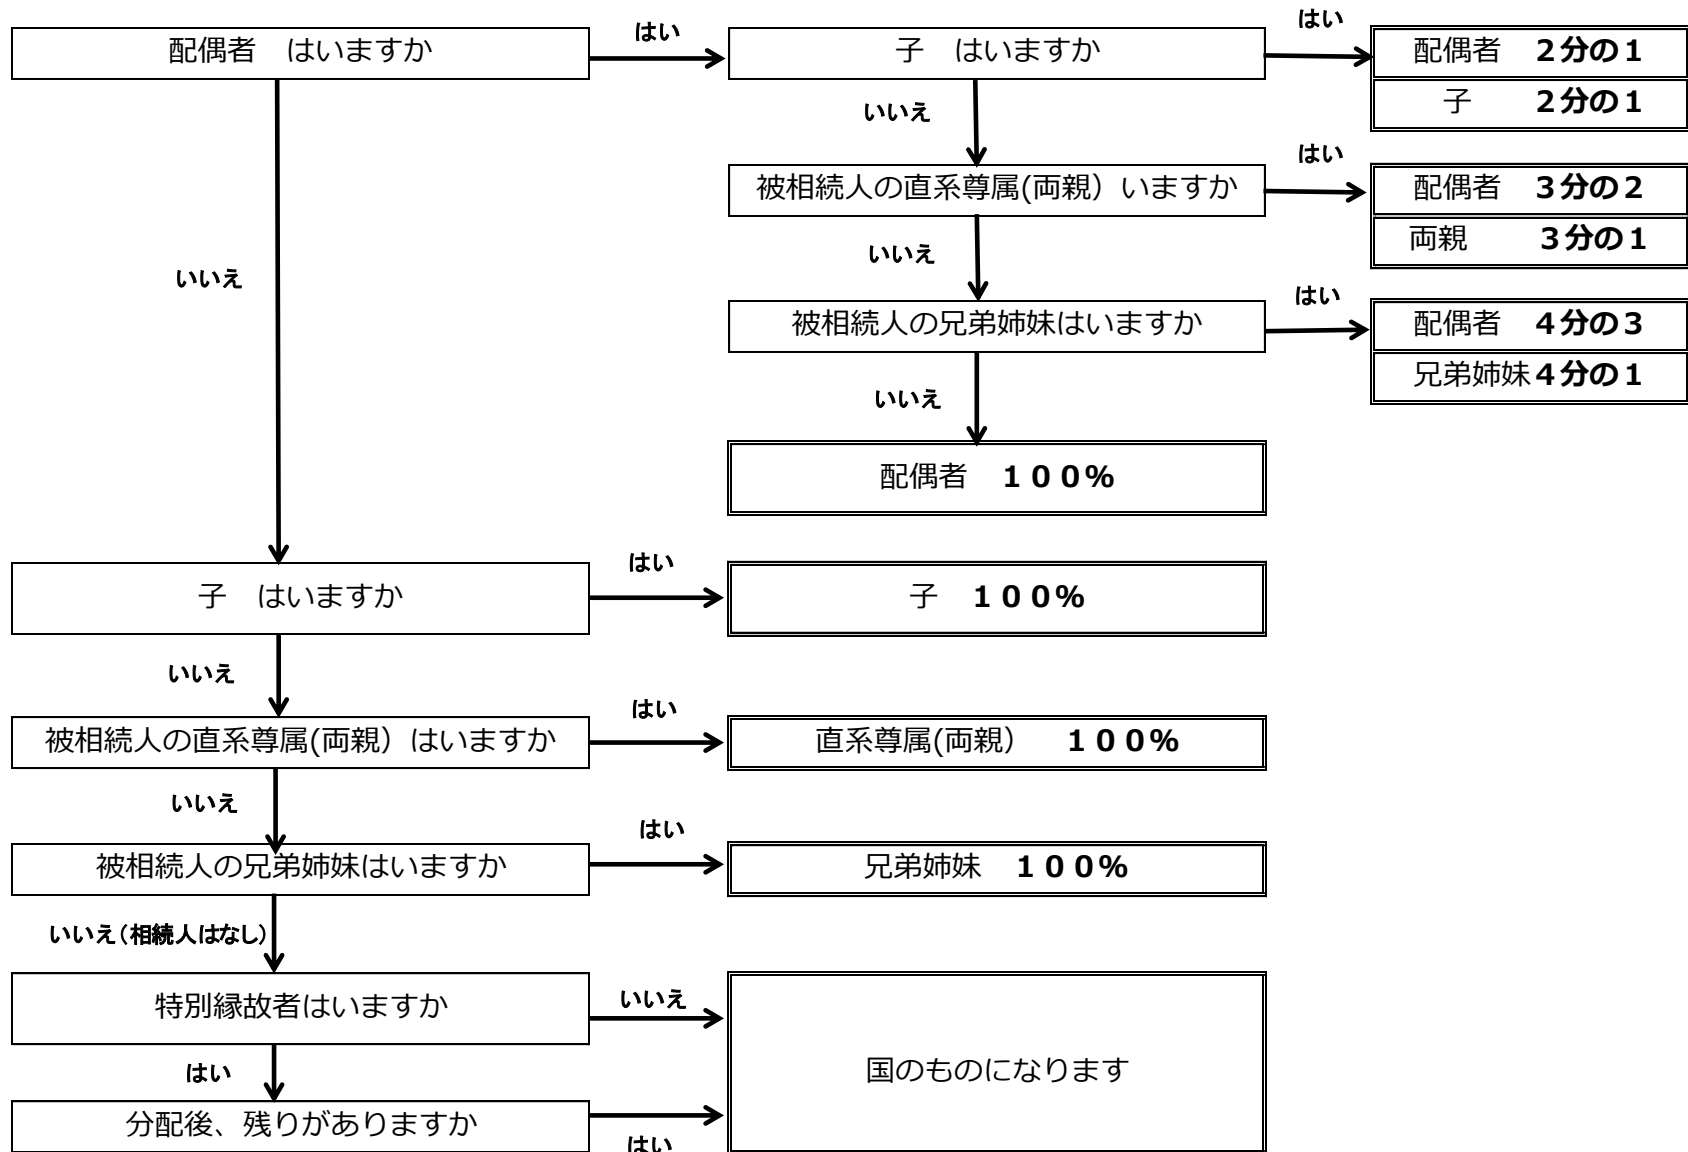 はい
はい
配偶者　はいますか
子　はいますか
配偶者　２分の１
子　２分の１
いいえ
はい
被相続人の直系尊属(両親）いますか
配偶者　３分の２
両親　３分の１
いいえ
いいえ
はい
被相続人の兄弟姉妹はいますか
配偶者　４分の３
兄弟姉妹４分の１
いいえ
配偶者　１００%
はい
子　はいますか
子　１００%
いいえ
はい
被相続人の直系尊属(両親）はいますか
直系尊属(両親）　１００%
いいえ
はい
被相続人の兄弟姉妹はいますか
兄弟姉妹　１００%
いいえ（相続人はなし）
特別縁故者はいますか
いいえ
国のものになります
はい
分配後、残りがありますか
はい